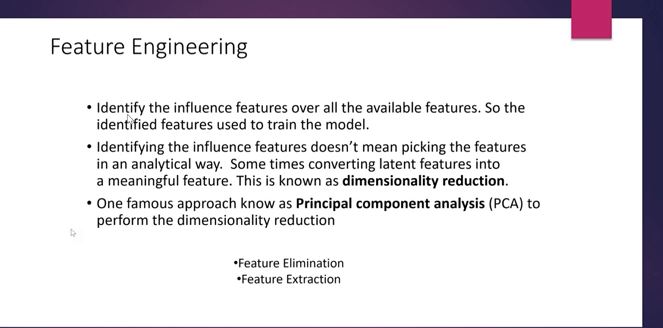 Feature Engineering
• Identify the influence features over all the available features. So the
identified features used to train the model.
• Identifying the influence features doesn't mean picking the features
in an analytical way.  Some times converting latent features into
a meaningful feature. This is known as dimensionality reduction.
• One famous approach know as Principal component analysis (PCA) to
perform the dimensionality reduction
•Feature Elimination
•Feature Extraction